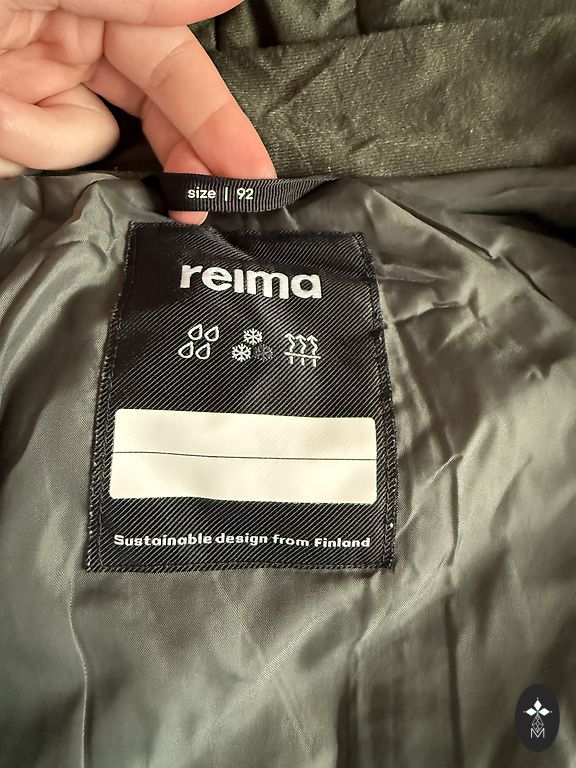 size | 92
reima
Sustainable design from Finland
M